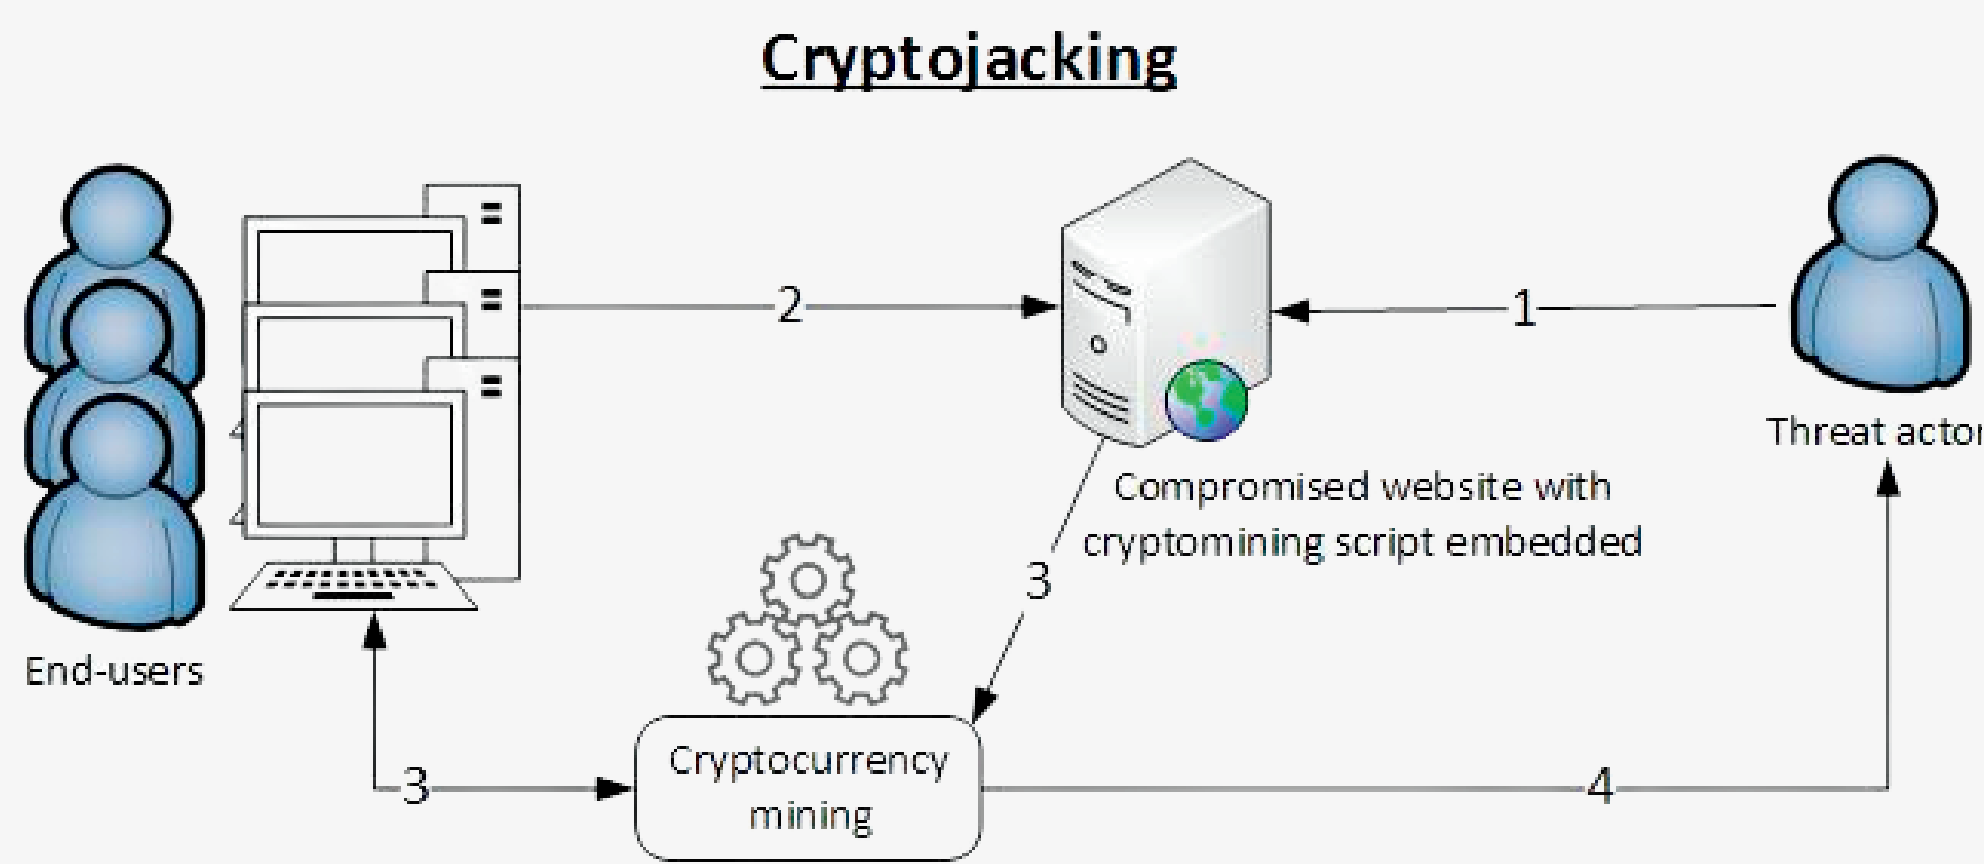 Cryptojacking
2
1
Threat actor
Compromised website with
cryptomining script embedded
3
End-users
Cryptocurrency
mining
3
4